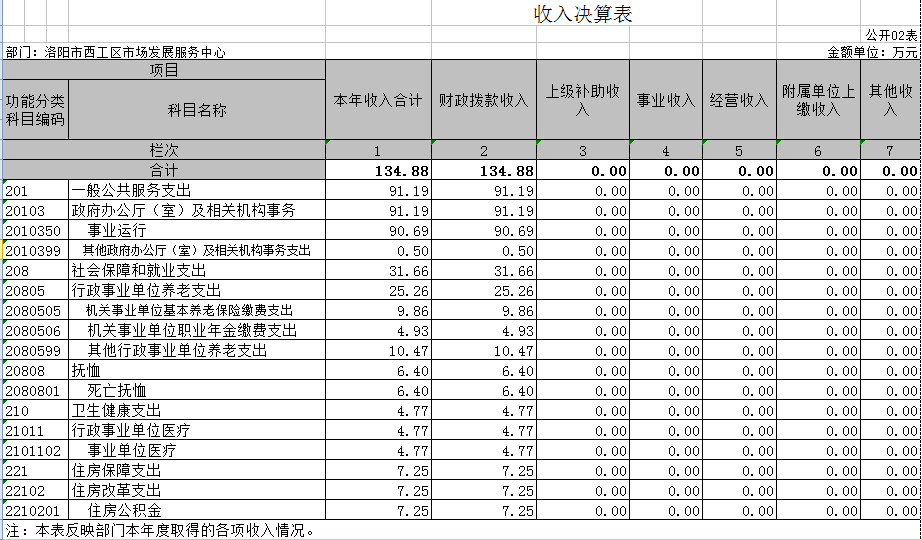 收入决算表
公开02表
部门：洛阳市西工区市场发展服务中心 金额单位：万元
项目 本年收入合计 财政拨款收入 上级补助收入 事业收入 经营收入 附属单位上缴收入 其他收入
功能分类科目编码 科目名称
栏次 1 2 3 4 5 6 7
合计 134.88 134.88 0.00 0.00 0.00 0.00 0.00
201 一般公共服务支出 91.19 91.19 0.00 0.00 0.00 0.00 0.00
20103 政府办公厅（室）及相关机构事务 91.19 91.19 0.00 0.00 0.00 0.00 0.00
2010350 事业运行 90.69 90.69 0.00 0.00 0.00 0.00 0.00
2010399 其他政府办公厅（室）及相关机构事务支出 0.50 0.50 0.00 0.00 0.00 0.00 0.00
208 社会保障和就业支出 31.66 31.66 0.00 0.00 0.00 0.00 0.00
20805 行政事业单位养老支出 25.26 25.26 0.00 0.00 0.00 0.00 0.00
2080505 机关事业单位基本养老保险缴费支出 9.86 9.86 0.00 0.00 0.00 0.00 0.00
2080506 机关事业单位职业年金缴费支出 4.93 4.93 0.00 0.00 0.00 0.00 0.00
2080599 其他行政事业单位养老支出 10.47 10.47 0.00 0.00 0.00 0.00 0.00
20808 抚恤 6.40 6.40 0.00 0.00 0.00 0.00 0.00
2080801 死亡抚恤 6.40 6.40 0.00 0.00 0.00 0.00 0.00
210 卫生健康支出 4.77 4.77 0.00 0.00 0.00 0.00 0.00
21011 行政事业单位医疗 4.77 4.77 0.00 0.00 0.00 0.00 0.00
2101102 事业单位医疗 4.77 4.77 0.00 0.00 0.00 0.00 0.00
221 住房保障支出 7.25 7.25 0.00 0.00 0.00 0.00 0.00
22102 住房改革支出 7.25 7.25 0.00 0.00 0.00 0.00 0.00
2210201 住房公积金 7.25 7.25 0.00 0.00 0.00 0.00 0.00
注：本表反映部门本年度取得的各项收入情况。